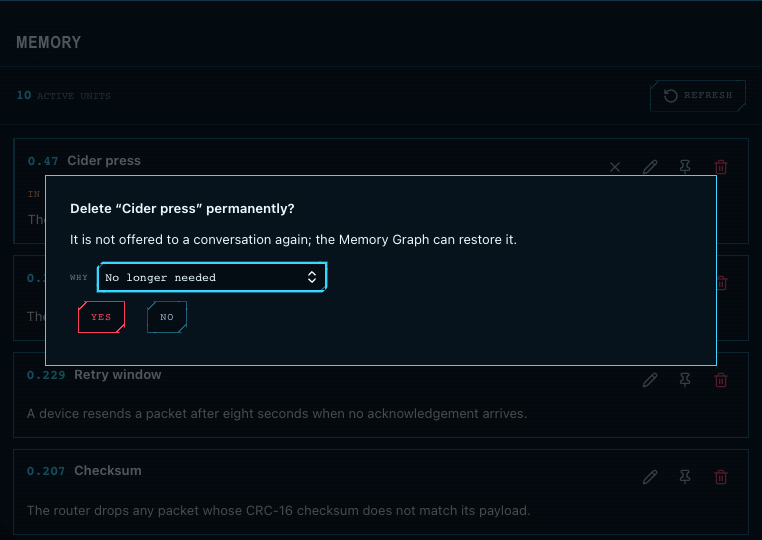 MEMORY
10 ACTIVE UNITS
REFRESH
0.47 Cider press
IN
The
Delete “Cider press” permanently?
It is not offered to a conversation again; the Memory Graph can restore it.
WHY No longer needed
YES NO
The
0.229 Retry window
A device resends a packet after eight seconds when no acknowledgement arrives.
0.207 Checksum
The router drops any packet whose CRC-16 checksum does not match its payload.